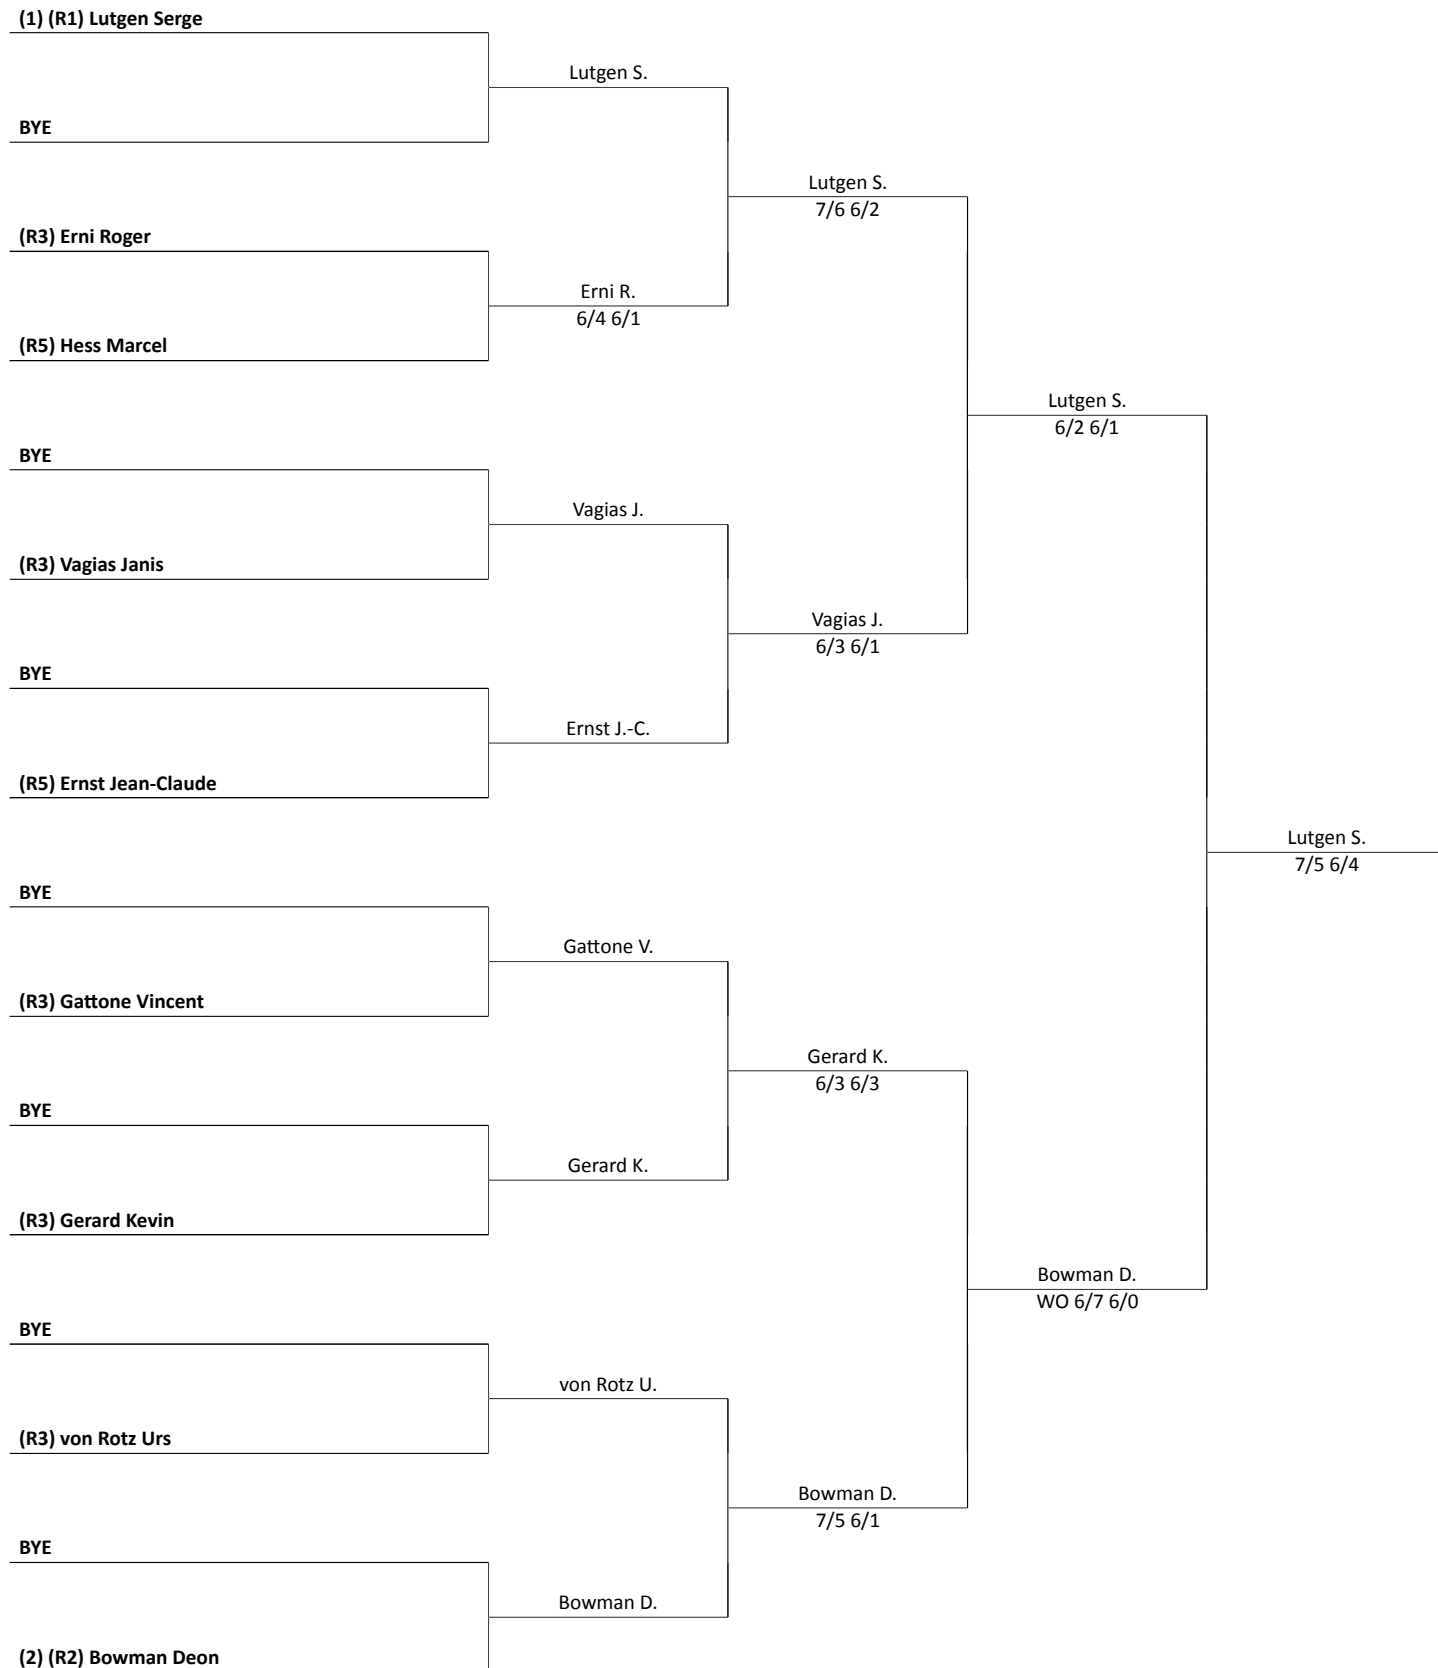 (1) (R1) Lutgen Serge
Lutgen S.
BYE
Lutgen S.
7/6 6/2
(R3) Erni Roger
Erni R.
6/4 6/1
(R5) Hess Marcel
Lutgen S.
6/2 6/1
BYE
Vagias J.
(R3) Vagias Janis
Vagias J.
6/3 6/1
BYE
Ernst J.-C.
(R5) Ernst Jean-Claude
Lutgen S.
7/5 6/4
BYE
Gattone V.
(R3) Gattone Vincent
Gerard K.
6/3 6/3
BYE
Gerard K.
(R3) Gerard Kevin
Bowman D.
WO 6/7 6/0
BYE
von Rotz U.
(R3) von Rotz Urs
Bowman D.
7/5 6/1
BYE
Bowman D.
(2) (R2) Bowman Deon